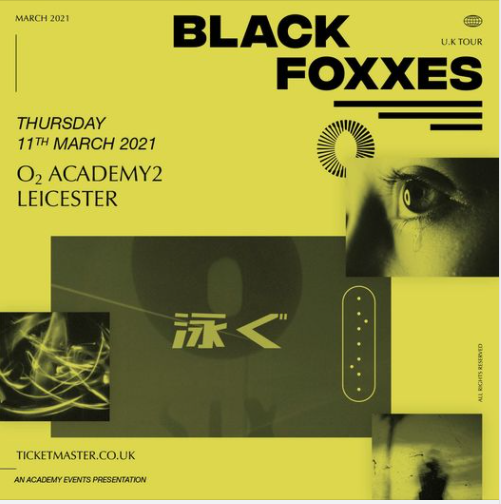 MARCH 2021
BLACK
FOXXES
U.K TOUR
THURSDAY
11TH MARCH 2021
O2 ACADEMY2
LEICESTER
泳ぐ
ALL RIGHTS RESERVED
TICKETMASTER.CO.UK
AN ACADEMY EVENTS PRESENTATION